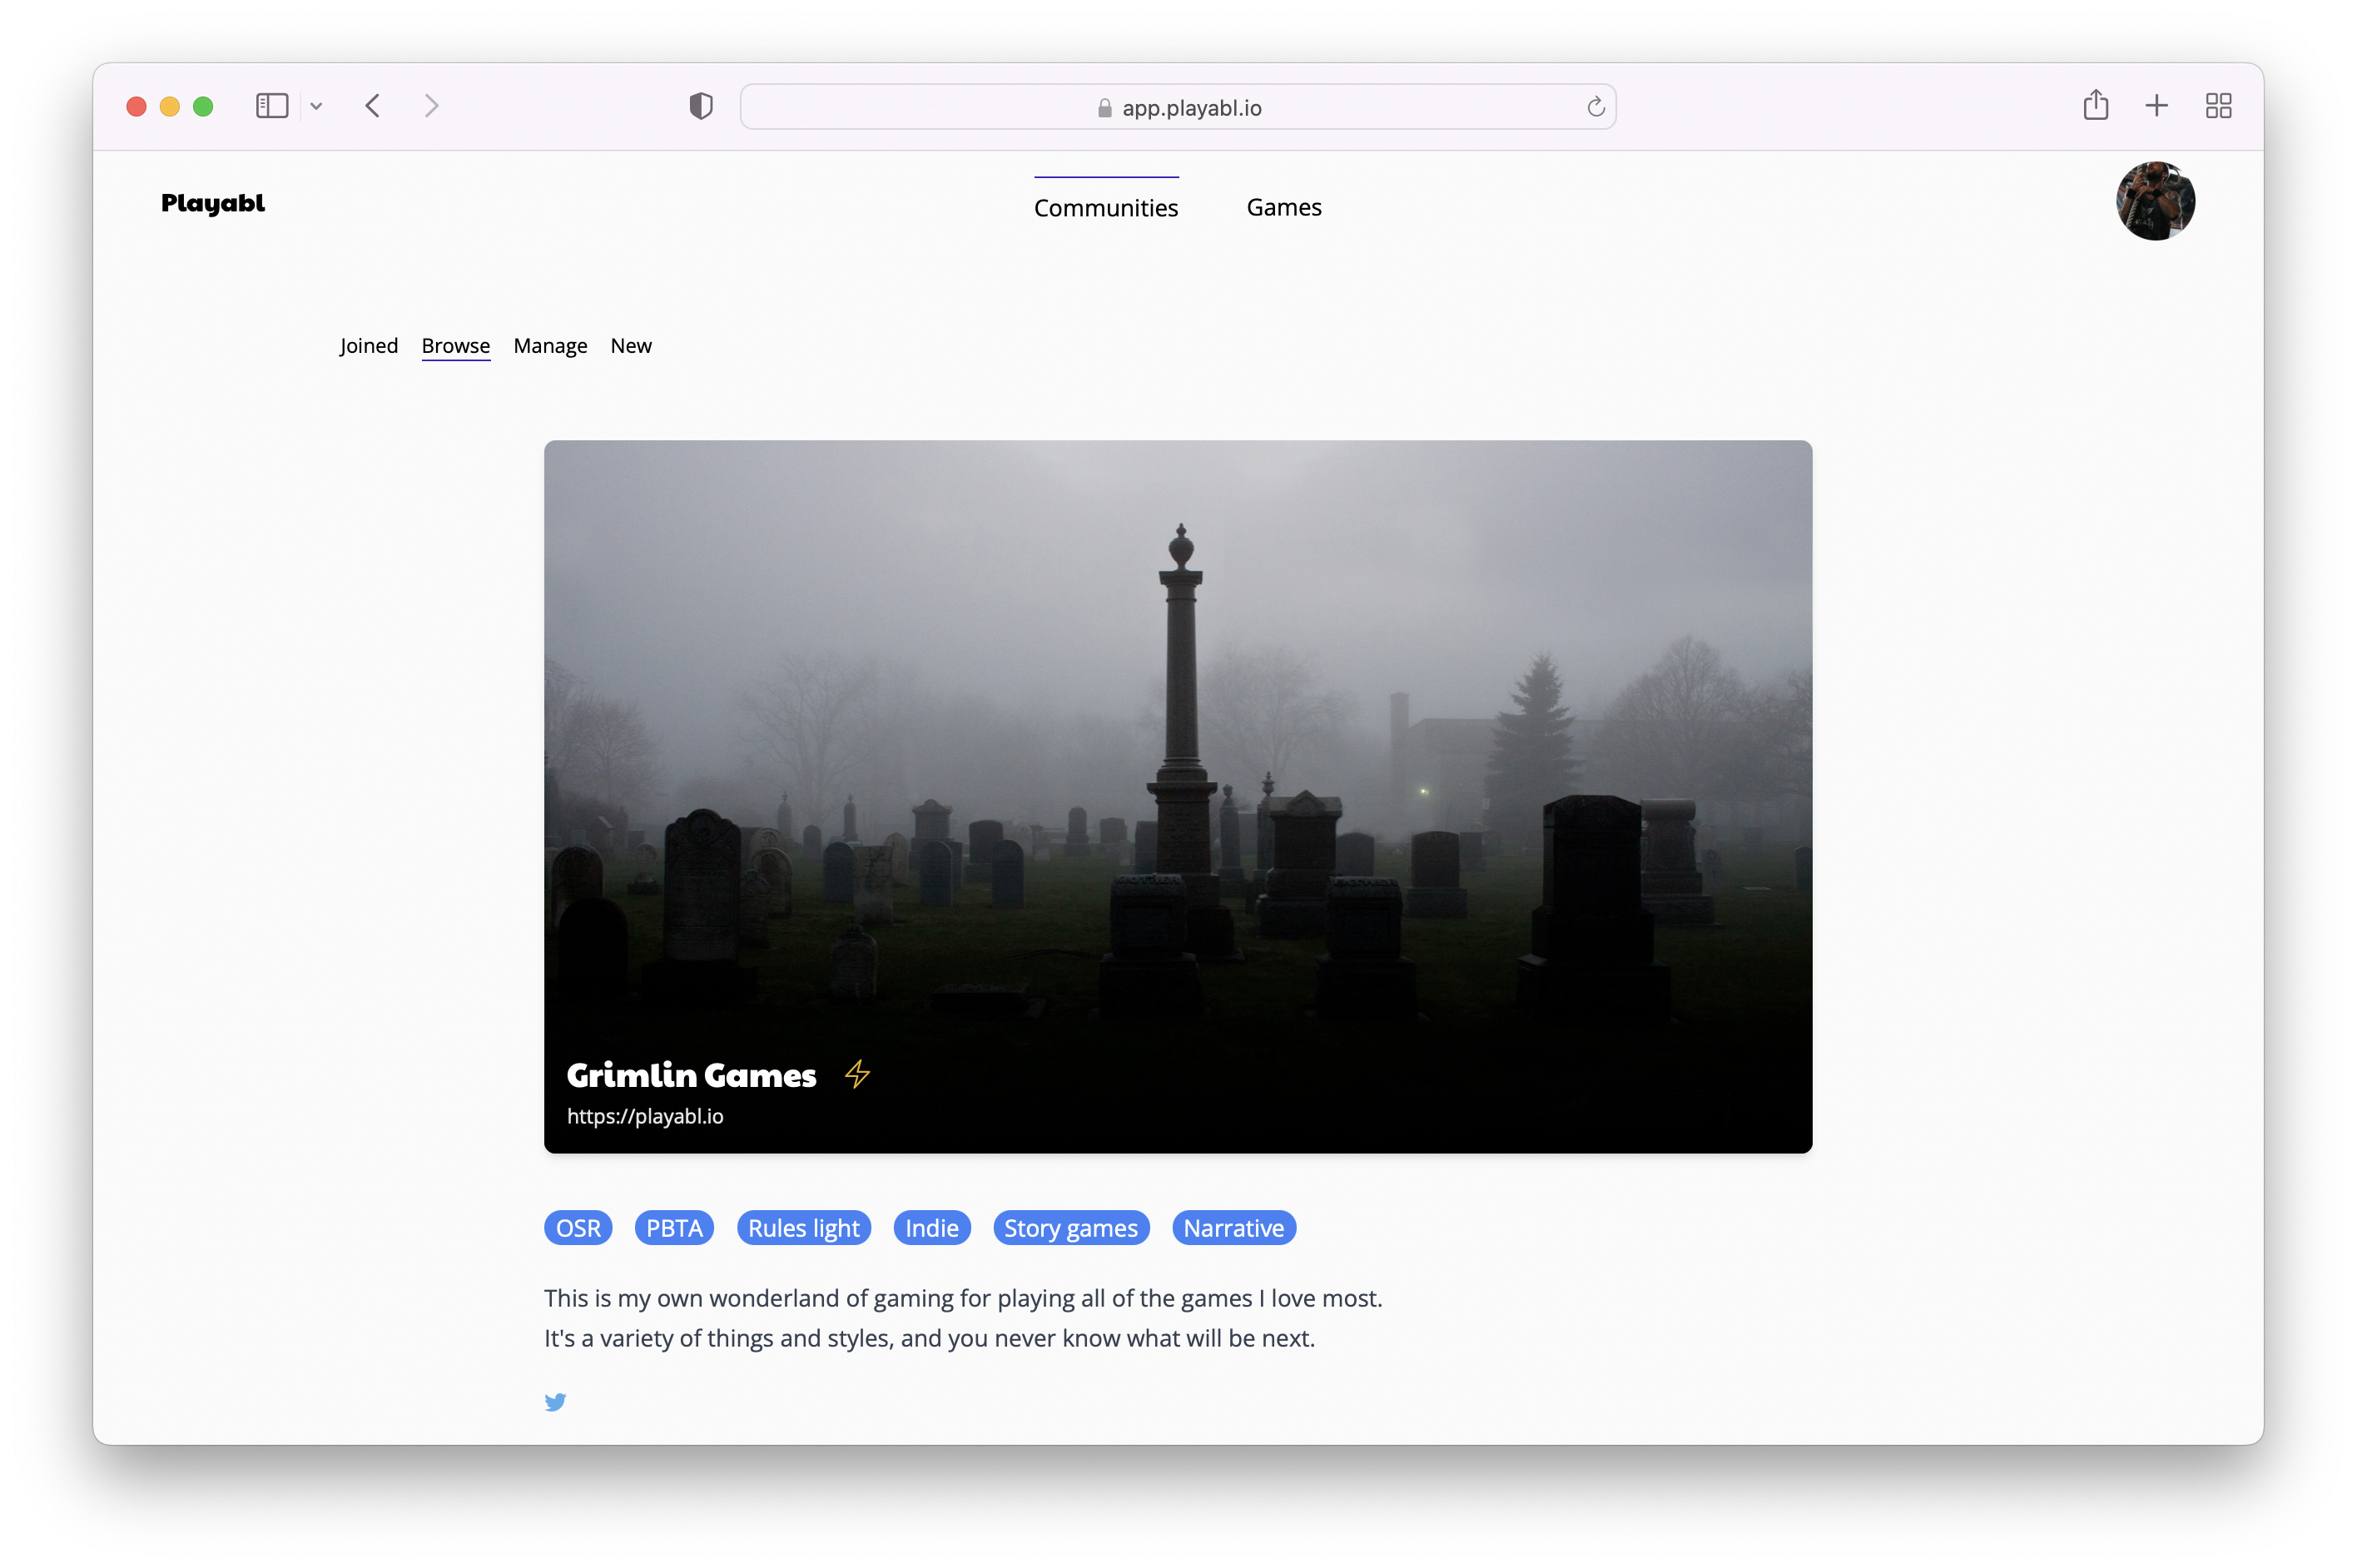 app.playabl.io
Playabl
Communities Games
Joined Browse Manage New
Grimlin Games
https://playabl.io
OSR PBTA Rules light Indie Story games Narrative
This is my own wonderland of gaming for playing all of the games I love most.
It's a variety of things and styles, and you never know what will be next.